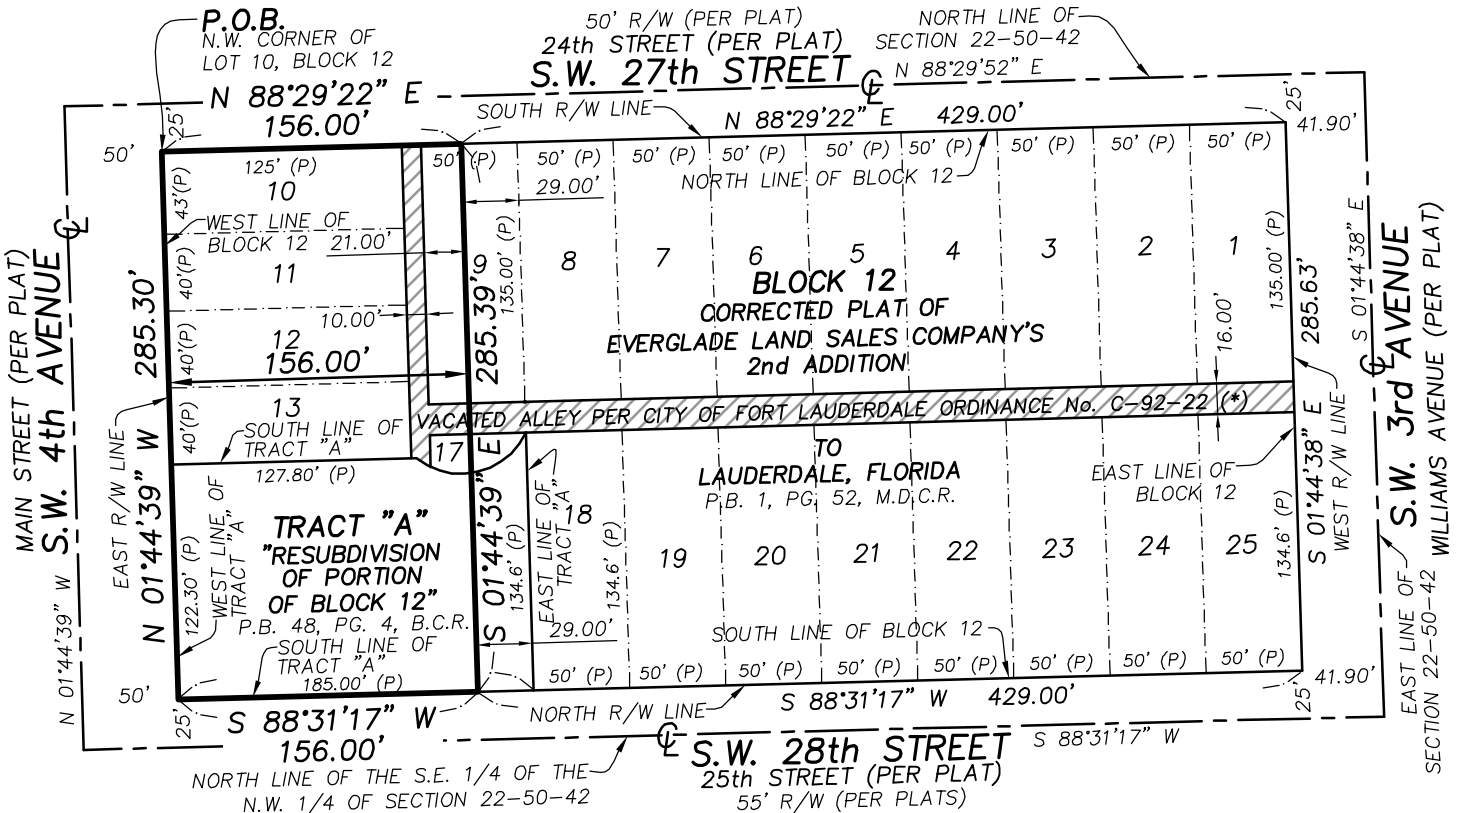 P.O.B.
N.W. CORNER OF
LOT 10, BLOCK 12
50' R/W (PER PLAT)
24th STREET (PER PLAT)
S.W. 27th STREET
NORTH LINE OF
SECTION 22-50-42
N 88°29'52" E
N 88°29'22" E
156.00'
SOUTH R/W LINE
N 88°29'22" E 429.00'
25'
25'
41.90'
50'
125' (P)
50' (P)
50' (P)
50' (P)
50' (P)
50' (P)
50' (P)
50' (P)
50' (P)
50' (P)
NORTH LINE OF BLOCK 12
29.00'
43'(P)
10
WEST LINE OF
BLOCK 12
21.00'
40'(P)
11
10.00'
40'(P)
12
156.00'
40'(P)
13
SOUTH LINE OF
TRACT "A"
127.80' (P)
9
8
7
6
5
4
3
2
1
135.00' (P)
135.00' (P)
285.30'
285.39'
285.63'
16.00'
BLOCK 12
CORRECTED PLAT OF
EVERGLADE LAND SALES COMPANY'S
2nd ADDITION
VACATED ALLEY PER CITY OF FORT LAUDERDALE ORDINANCE No. C-92-22 (*)
TO
LAUDERDALE, FLORIDA
P.B. 1, PG. 52, M.D.C.R.
EAST LINE OF
BLOCK 12
17
18
19
20
21
22
23
24
25
TRACT "A"
"RESUBDIVISION
OF PORTION
OF BLOCK 12"
P.B. 48, PG. 4, B.C.R.
SOUTH LINE OF
TRACT "A"
185.00' (P)
122.30' (P)
WEST LINE OF
TRACT "A"
EAST LINE OF
TRACT "A"
134.6' (P)
134.6' (P)
134.6' (P)
29.00'
SOUTH LINE OF BLOCK 12
50' (P)
50' (P)
50' (P)
50' (P)
50' (P)
50' (P)
50' (P)
50' (P)
MAIN STREET (PER PLAT)
S.W. 4th AVENUE
EAST R/W LINE
N 01°44'39" W
N 01°44'39" W
S 01°44'39" E
S 01°44'38" E
S 01°44'38" E
WEST R/W LINE
S.W. 3rd AVENUE
WILLIAMS AVENUE (PER PLAT)
EAST LINE OF
SECTION 22-50-42
50'
25'
25'
41.90'
S 88°31'17" W
156.00'
NORTH R/W LINE
S 88°31'17" W 429.00'
S.W. 28th STREET
S 88°31'17" W
25th STREET (PER PLAT)
55' R/W (PER PLATS)
NORTH LINE OF THE S.E. 1/4 OF THE
N.W. 1/4 OF SECTION 22-50-42